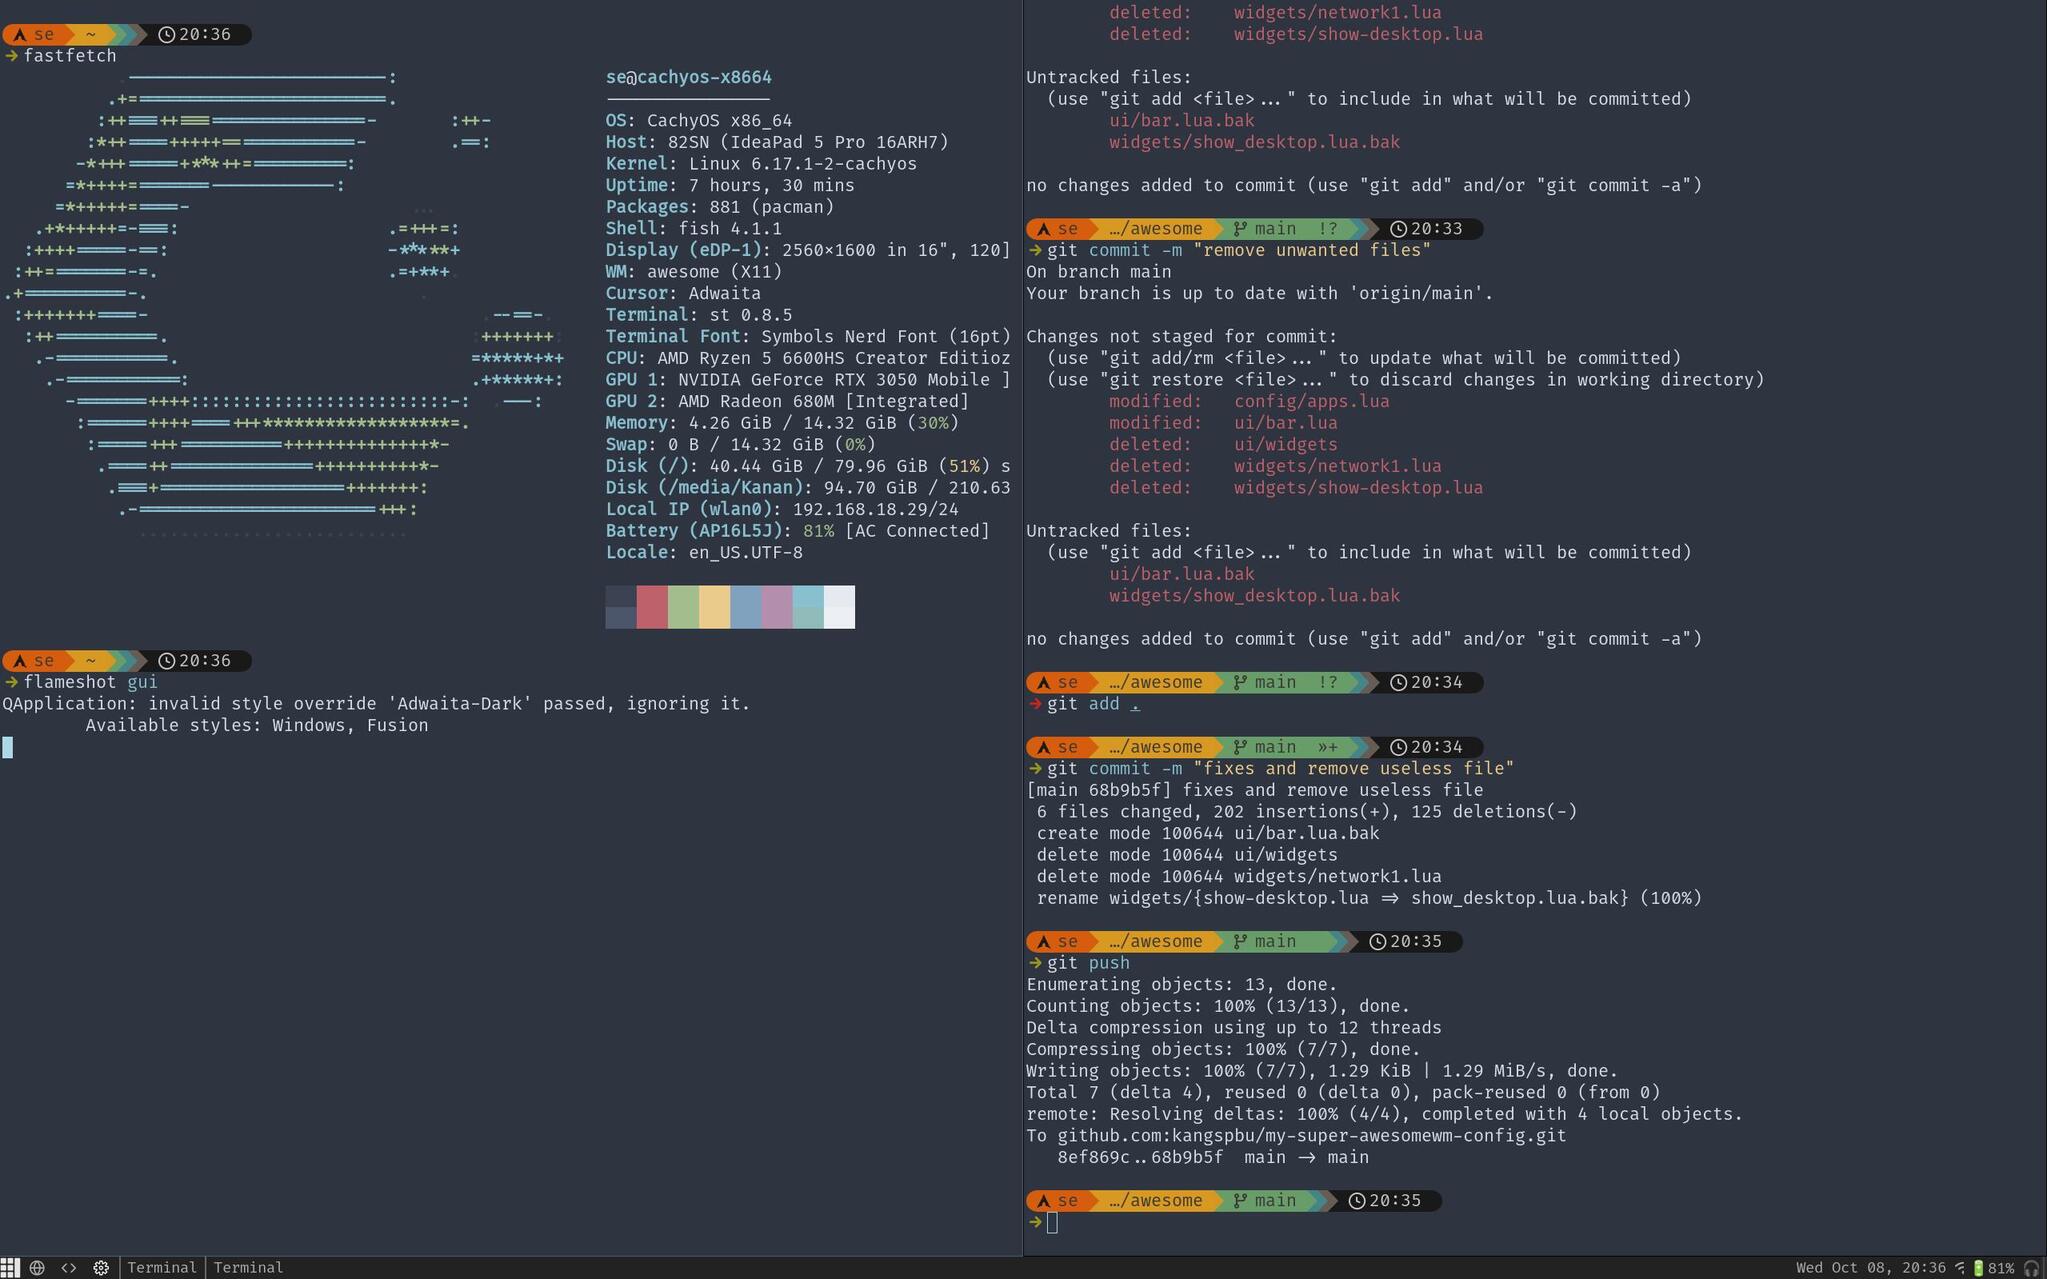 se ~ 20:36
fastfetch
se@cachyos-x8664
OS: CachyOS x86_64
Host: 82SN (IdeaPad 5 Pro 16ARH7)
Kernel: Linux 6.17.1-2-cachyos
Uptime: 7 hours, 30 mins
Packages: 881 (pacman)
Shell: fish 4.1.1
Display (eDP-1): 2560×1600 in 16", 120]
WM: awesome (X11)
Cursor: Adwaita
Terminal: st 0.8.5
Terminal Font: Symbols Nerd Font (16pt)
CPU: AMD Ryzen 5 6600HS Creator Editioz
GPU 1: NVIDIA GeForce RTX 3050 Mobile ]
GPU 2: AMD Radeon 680M [Integrated]
Memory: 4.26 GiB / 14.32 GiB (30%)
Swap: 0 B / 14.32 GiB (0%)
Disk (/): 40.44 GiB / 79.96 GiB (51%) s
Disk (/media/Kanan): 94.70 GiB / 210.63
Local IP (wlan0): 192.168.18.29/24
Battery (AP16L5J): 81% [AC Connected]
Locale: en_US.UTF-8
se ~ 20:36
flameshot gui
QApplication: invalid style override 'Adwaita-Dark' passed, ignoring it.
Available styles: Windows, Fusion
deleted: widgets/network1.lua
deleted: widgets/show-desktop.lua
Untracked files:
(use "git add <file>..." to include in what will be committed)
ui/bar.lua.bak
widgets/show_desktop.lua.bak
no changes added to commit (use "git add" and/or "git commit -a")
se …/awesome main !? 20:33
git commit -m "remove unwanted files"
On branch main
Your branch is up to date with 'origin/main'.
Changes not staged for commit:
(use "git add/rm <file>..." to update what will be committed)
(use "git restore <file>..." to discard changes in working directory)
modified: config/apps.lua
modified: ui/bar.lua
deleted: ui/widgets
deleted: widgets/network1.lua
deleted: widgets/show-desktop.lua
Untracked files:
(use "git add <file>..." to include in what will be committed)
ui/bar.lua.bak
widgets/show_desktop.lua.bak
no changes added to commit (use "git add" and/or "git commit -a")
se …/awesome main !? 20:34
git add .
se …/awesome main »+ 20:34
git commit -m "fixes and remove useless file"
[main 68b9b5f] fixes and remove useless file
6 files changed, 202 insertions(+), 125 deletions(-)
create mode 100644 ui/bar.lua.bak
delete mode 100644 ui/widgets
delete mode 100644 widgets/network1.lua
rename widgets/{show-desktop.lua => show_desktop.lua.bak} (100%)
se …/awesome main 20:35
git push
Enumerating objects: 13, done.
Counting objects: 100% (13/13), done.
Delta compression using up to 12 threads
Compressing objects: 100% (7/7), done.
Writing objects: 100% (7/7), 1.29 KiB | 1.29 MiB/s, done.
Total 7 (delta 4), reused 0 (delta 0), pack-reused 0 (from 0)
remote: Resolving deltas: 100% (4/4), completed with 4 local objects.
To github.com:kangspbu/my-super-awesomewm-config.git
8ef869c..68b9b5f main -> main
se …/awesome main 20:35
Terminal Terminal
Wed Oct 08, 20:36 81%